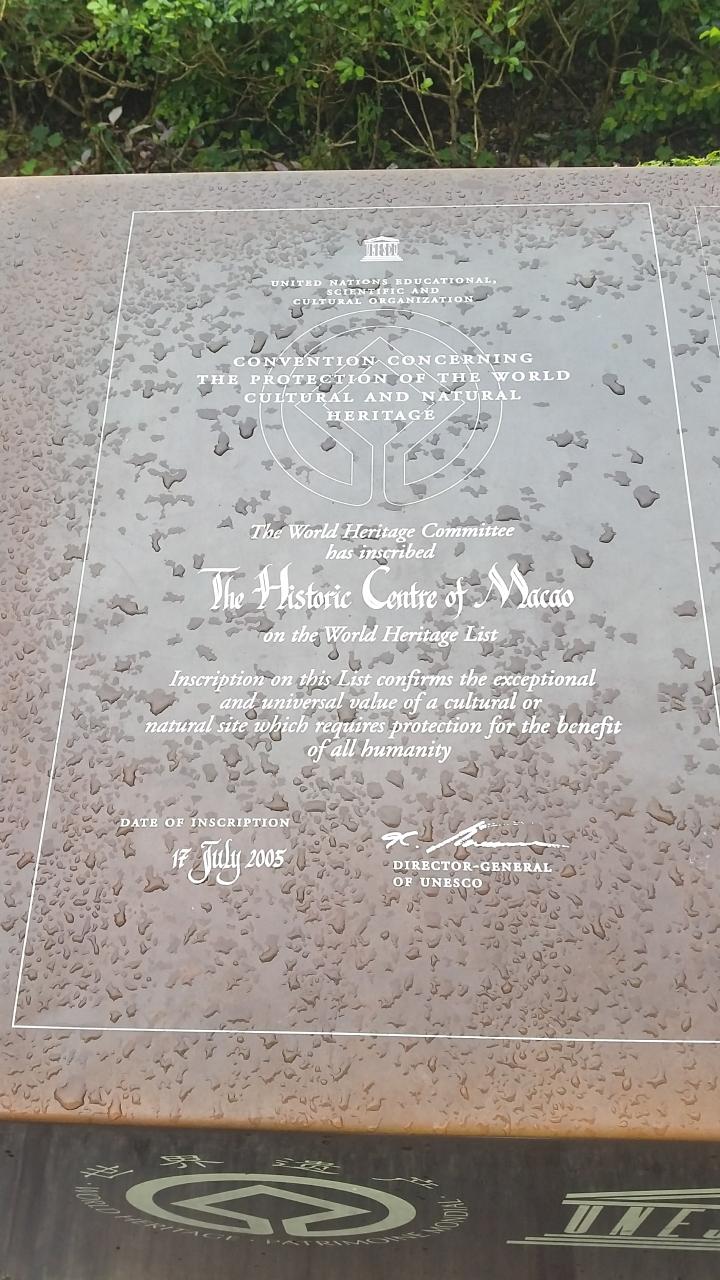 UNESCO
UNITED NATIONS EDUCATIONAL,
SCIENTIFIC AND
CULTURAL ORGANIZATION
CONVENTION CONCERNING
THE PROTECTION OF THE WORLD
CULTURAL AND NATURAL
HERITAGE
The World Heritage Committee
has inscribed
The Historic Centre of Macao
on the World Heritage List
Inscription on this List confirms the exceptional
and universal value of a cultural or
natural site which requires protection for the benefit
of all humanity
DATE OF INSCRIPTION
17 July 2005
DIRECTOR-GENERAL
OF UNESCO
世界遗产
WORLD HERITAGE · PATRIMOINE MONDIAL
UNES